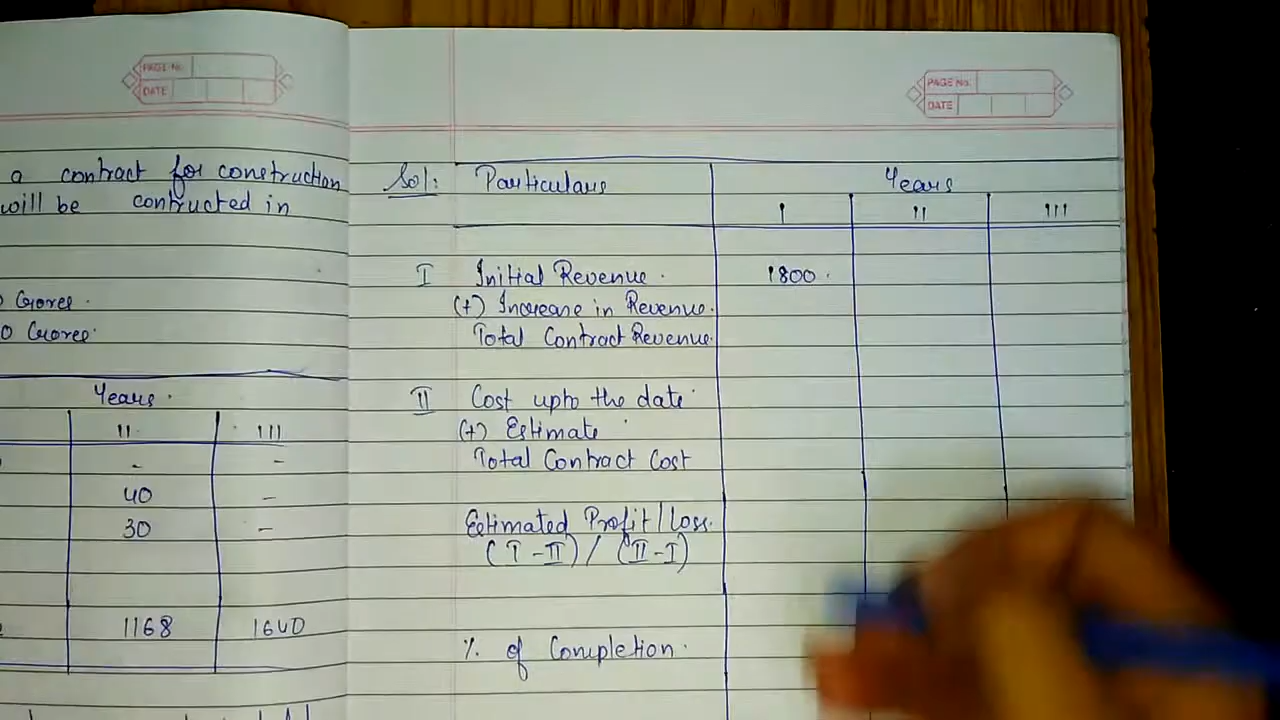 PAGE No.
DATE
a contract for construction
will be contructed in
Crores.
0 Crores.
Years.
II III
- -
40 -
30 -
1168 1640
PAGE No.
DATE
Sol: Particulars Years
I II III
I Initial Revenue. 1800.
(+) Increase in Revenue.
Total Contract Revenue.
II Cost upto the date
(+) Estimate
Total Contract Cost
Estimated Profit/Loss.
(I-II)/(II-I)
% of Completion.